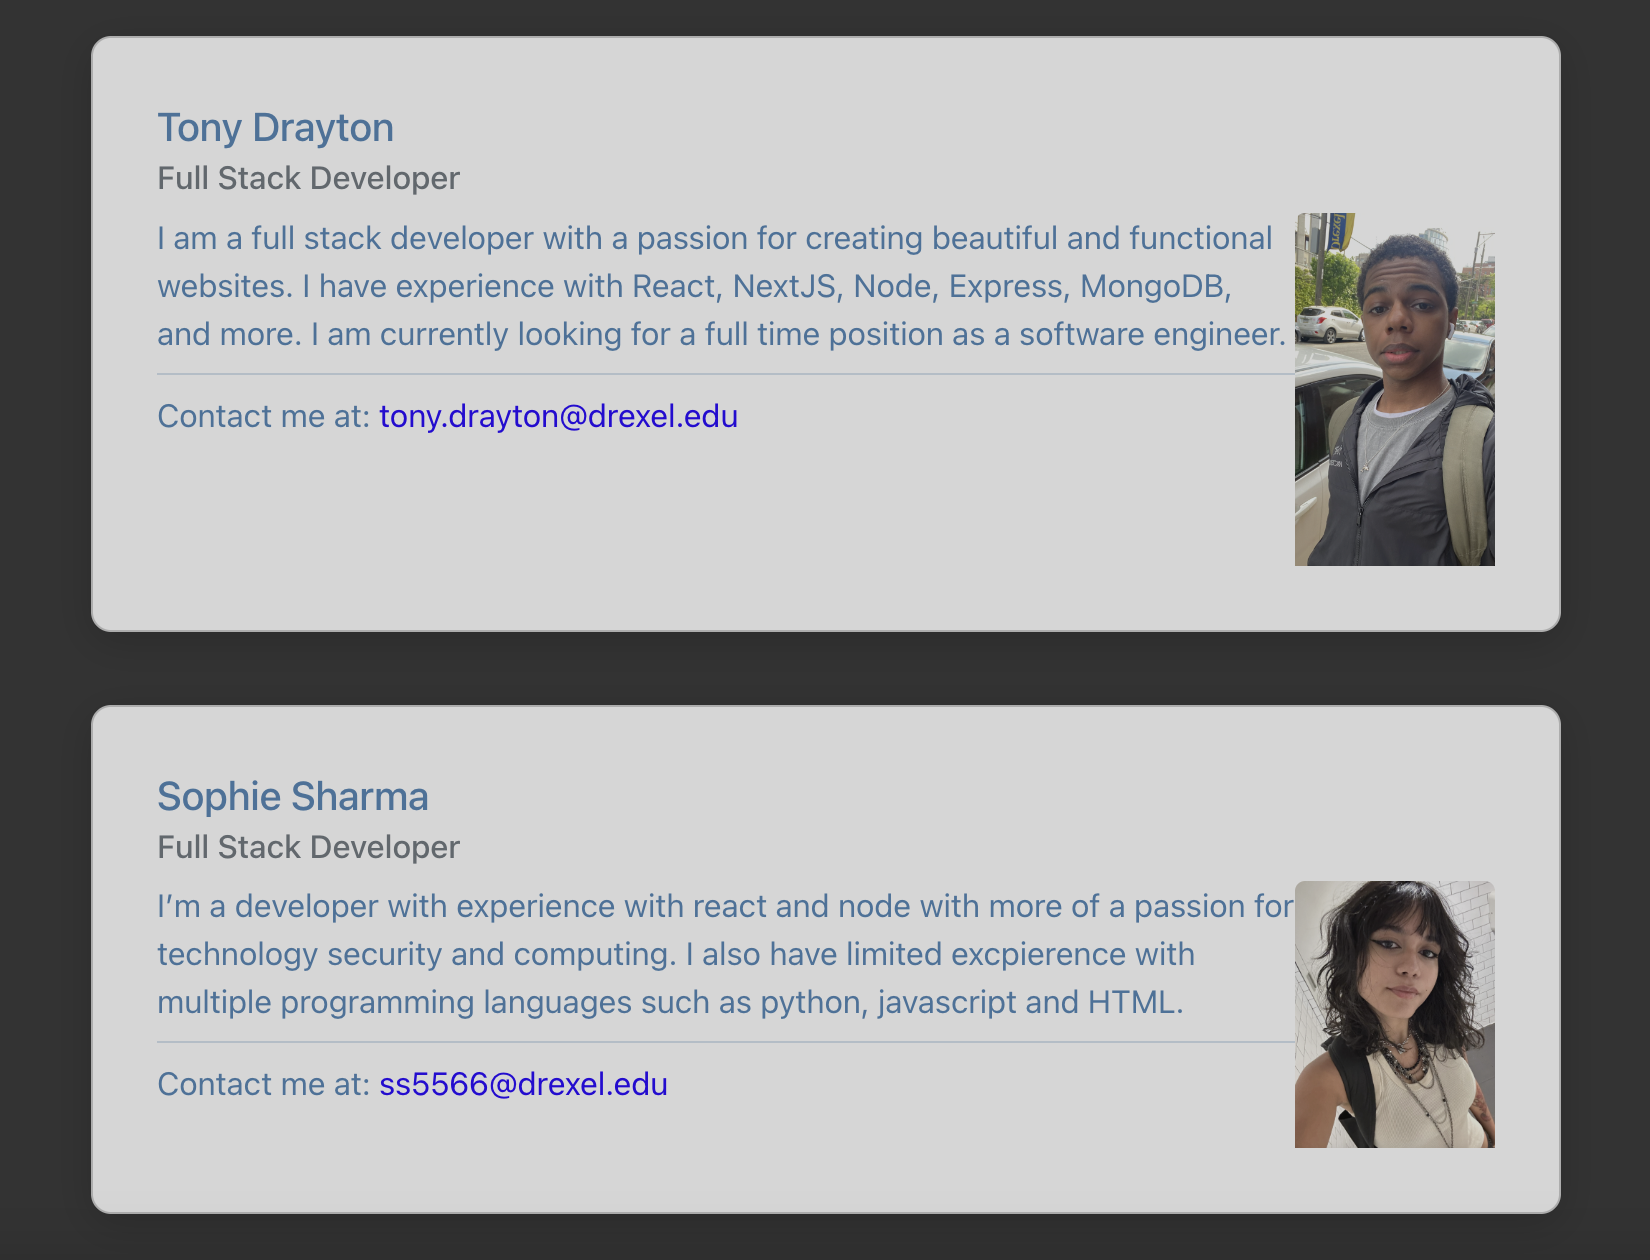 Tony Drayton
Full Stack Developer
I am a full stack developer with a passion for creating beautiful and functional
websites. I have experience with React, NextJS, Node, Express, MongoDB,
and more. I am currently looking for a full time position as a software engineer.
Contact me at: tony.drayton@drexel.edu
Sophie Sharma
Full Stack Developer
I’m a developer with experience with react and node with more of a passion for
technology security and computing. I also have limited excpierence with
multiple programming languages such as python, javascript and HTML.
Contact me at: ss5566@drexel.edu